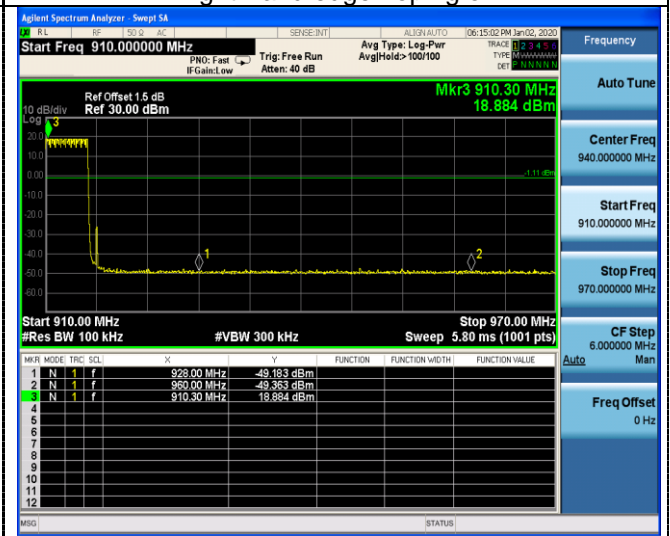 Agilent Spectrum Analyzer - Swept SA
RL RF 50 Ω AC SENSE:INT ALIGN AUTO 06:15:02 PM Jan 02, 2020
Start Freq 910.000000 MHz
PNO: Fast
IFGain:Low
Trig: Free Run
Atten: 40 dB
Avg Type: Log-Pwr
Avg|Hold:> 100/100
TRACE 1 2 3 4 5 6
TYPE MWWWWW
DET P N N N N N
Ref Offset 1.5 dB
10 dB/div Ref 30.00 dBm
Log
Mkr3 910.30 MHz
18.884 dBm
3
20.0
10.0
0.00
-1.11 dBm
-10.0
-20.0
-30.0
-40.0
1
2
-50.0
-60.0
Start 910.00 MHz Stop 970.00 MHz
#Res BW 100 kHz #VBW 300 kHz Sweep 5.80 ms (1001 pts)
MKR MODE TRC SCL X Y FUNCTION FUNCTION WIDTH FUNCTION VALUE
1 N 1 f 928.00 MHz -49.183 dBm
2 N 1 f 960.00 MHz -49.363 dBm
3 N 1 f 910.30 MHz 18.884 dBm
4
5
6
7
8
9
10
11
12
MSG STATUS
Frequency
Auto Tune
Center Freq
940.000000 MHz
Start Freq
910.000000 MHz
Stop Freq
970.000000 MHz
CF Step
6.000000 MHz
Auto Man
Freq Offset
0 Hz